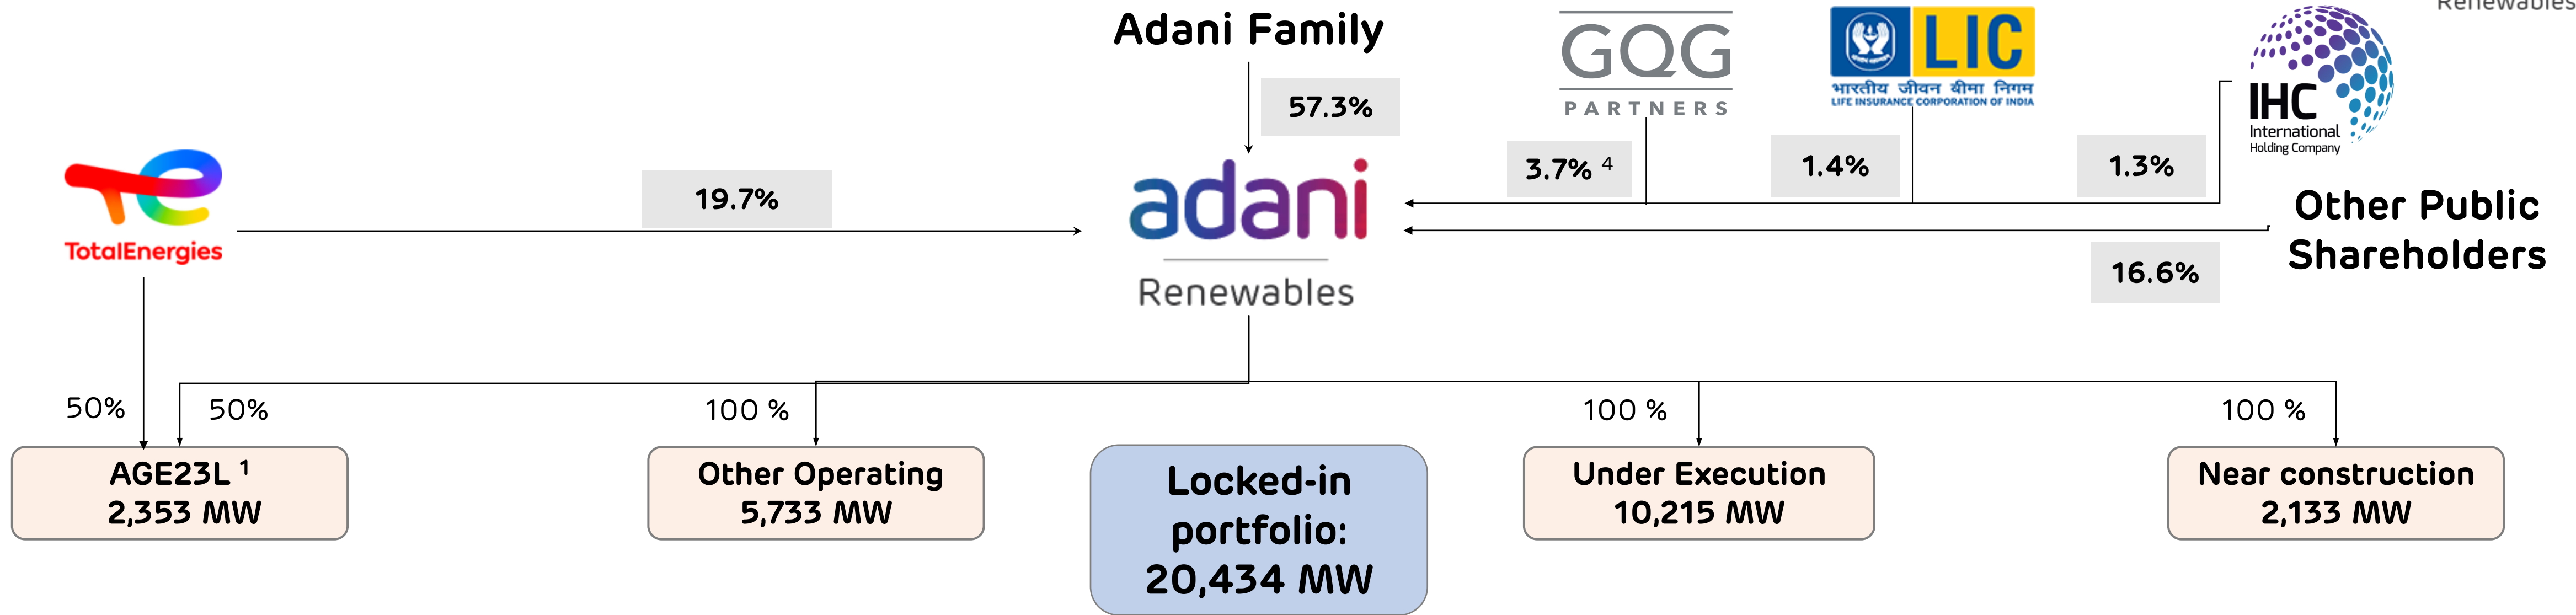 Renewables
Adani Family
57.3%
GQG
PARTNERS
LIC
भारतीय जीवन बीमा निगम
LIFE INSURANCE CORPORATION OF INDIA
IHC
International
Holding Company
3.7% 4
1.4%
1.3%
TotalEnergies
19.7%
adani
Renewables
Other Public
Shareholders
16.6%
50%
50%
100 %
100 %
100 %
AGE23L 1
2,353 MW
Other Operating
5,733 MW
Locked-in
portfolio:
20,434 MW
Under Execution
10,215 MW
Near construction
2,133 MW